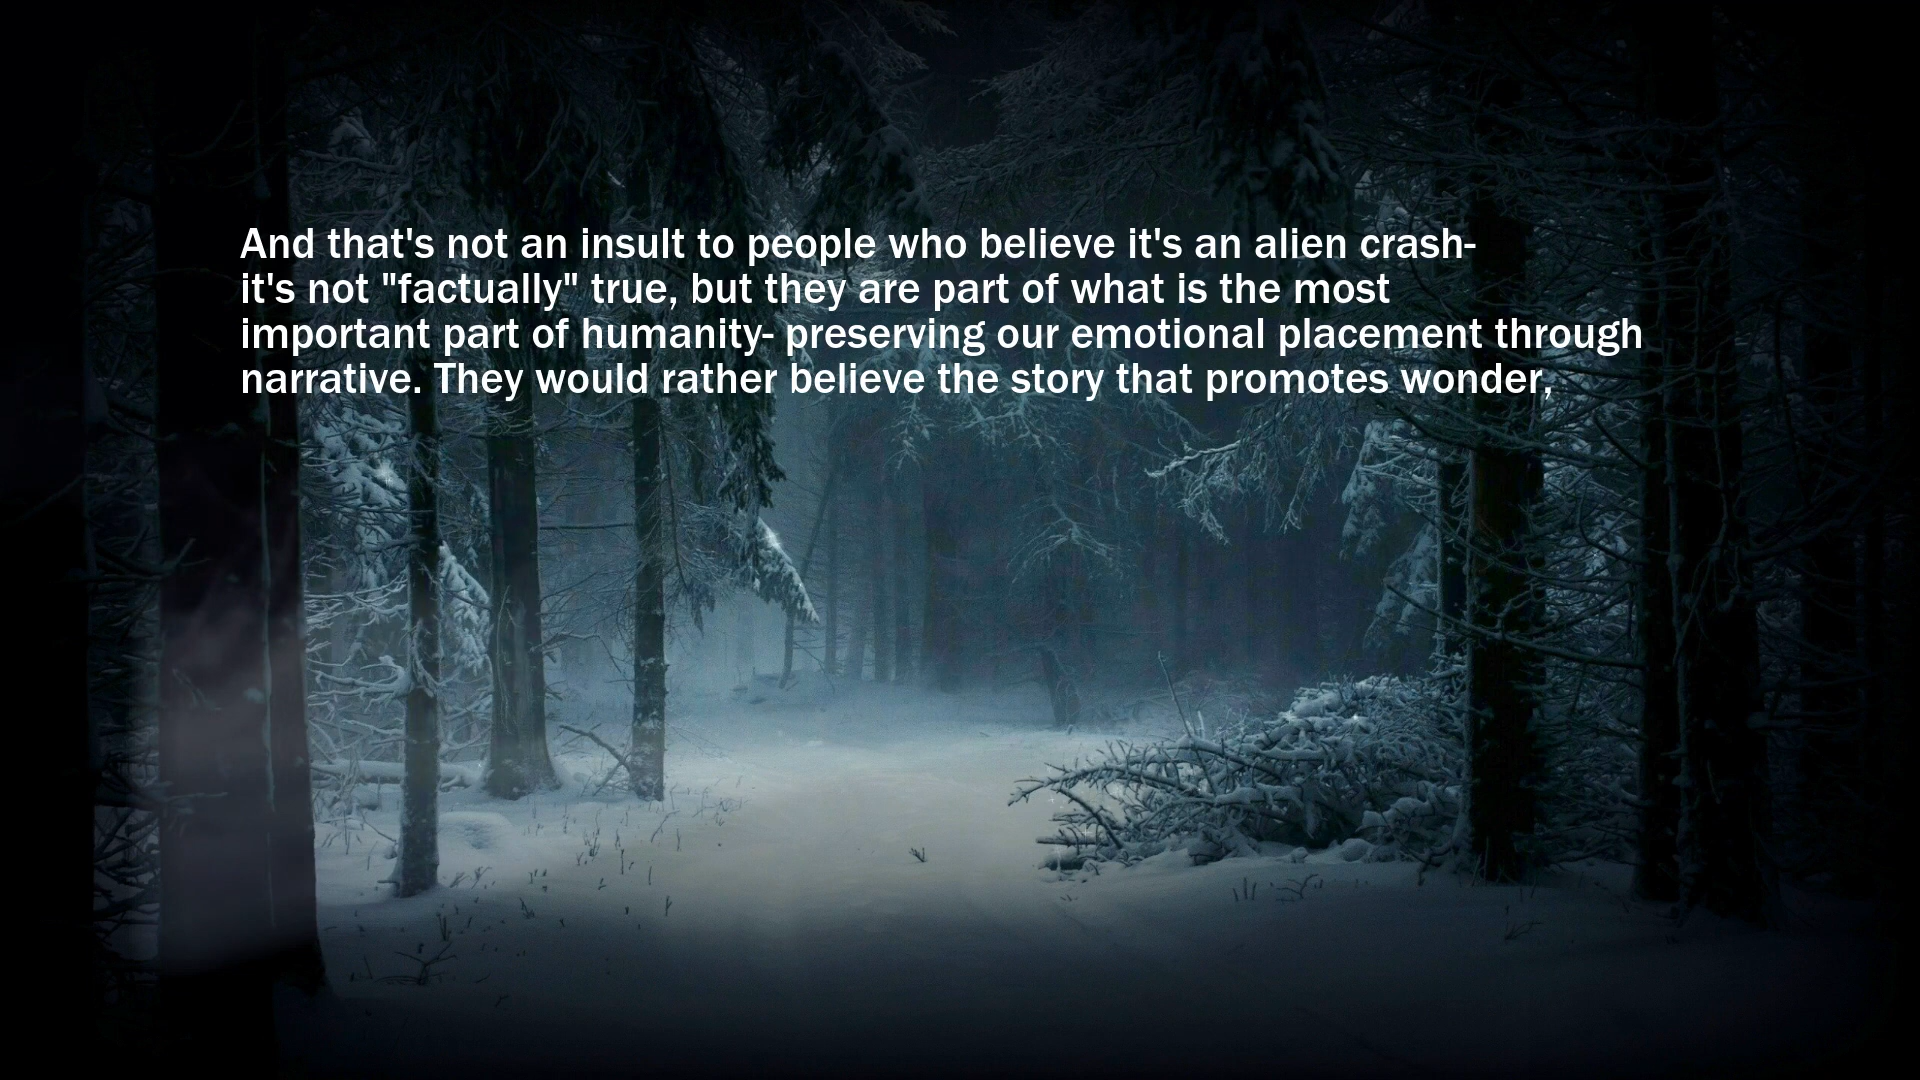 And that's not an insult to people who believe it's an alien crash-
it's not "factually" true, but they are part of what is the most
important part of humanity- preserving our emotional placement through
narrative. They would rather believe the story that promotes wonder,